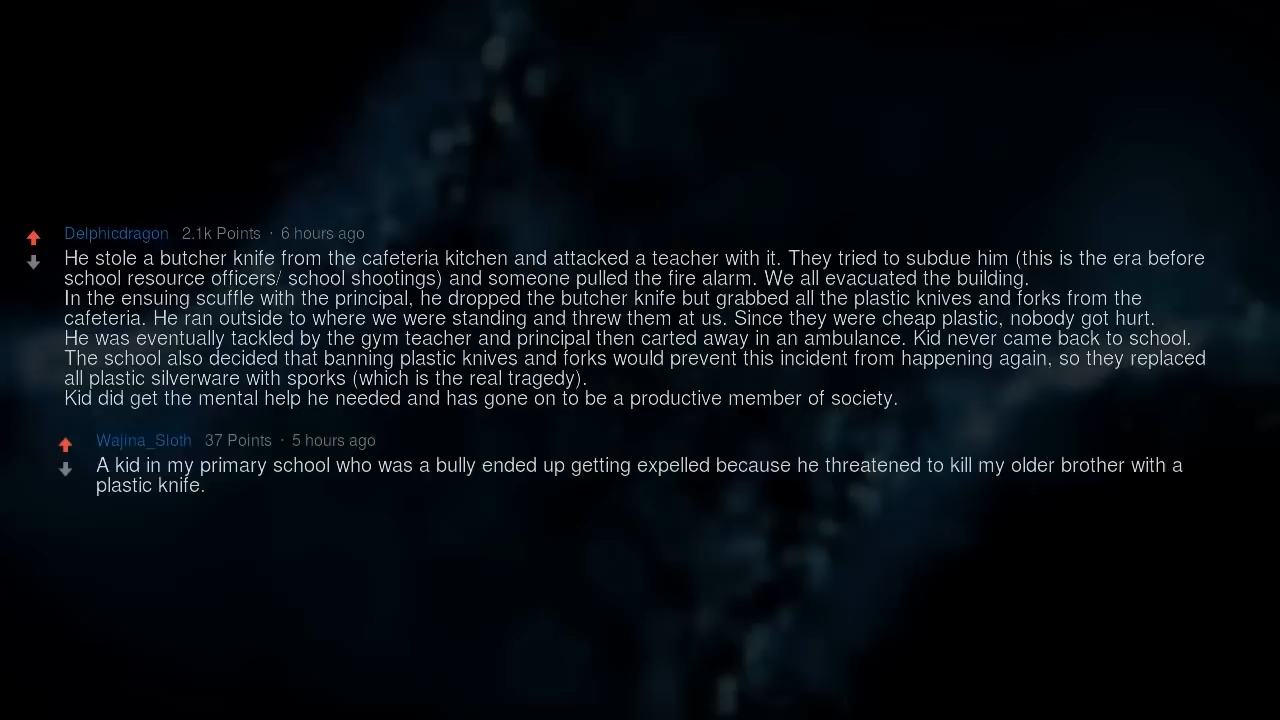 Delphicdragon 2.1k Points · 6 hours ago
He stole a butcher knife from the cafeteria kitchen and attacked a teacher with it. They tried to subdue him (this is the era before
school resource officers/ school shootings) and someone pulled the fire alarm. We all evacuated the building.
In the ensuing scuffle with the principal, he dropped the butcher knife but grabbed all the plastic knives and forks from the
cafeteria. He ran outside to where we were standing and threw them at us. Since they were cheap plastic, nobody got hurt.
He was eventually tackled by the gym teacher and principal then carted away in an ambulance. Kid never came back to school.
The school also decided that banning plastic knives and forks would prevent this incident from happening again, so they replaced
all plastic silverware with sporks (which is the real tragedy).
Kid did get the mental help he needed and has gone on to be a productive member of society.
Wajina_Sloth 37 Points · 5 hours ago
A kid in my primary school who was a bully ended up getting expelled because he threatened to kill my older brother with a
plastic knife.